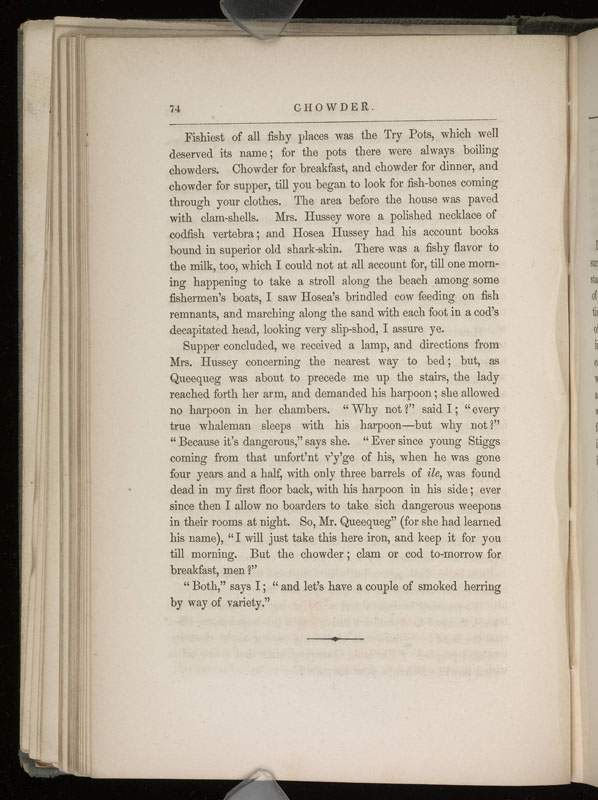 74 CHOWDER.
Fishiest of all fishy places was the Try Pots, which well
deserved its name; for the pots there were always boiling
chowders. Chowder for breakfast, and chowder for dinner, and
chowder for supper, till you began to look for fish-bones coming
through your clothes. The area before the house was paved
with clam-shells. Mrs. Hussey wore a polished necklace of
codfish vertebra; and Hosea Hussey had his account books
bound in superior old shark-skin. There was a fishy flavor to
the milk, too, which I could not at all account for, till one morn-
ing happening to take a stroll along the beach among some
fishermen's boats, I saw Hosea's brindled cow feeding on fish
remnants, and marching along the sand with each foot in a cod's
decapitated head, looking very slip-shod, I assure ye.
Supper concluded, we received a lamp, and directions from
Mrs. Hussey concerning the nearest way to bed; but, as
Queequeg was about to precede me up the stairs, the lady
reached forth her arm, and demanded his harpoon; she allowed
no harpoon in her chambers. "Why not?" said I; "every
true whaleman sleeps with his harpoon—but why not?"
"Because it's dangerous," says she. "Ever since young Stiggs
coming from that unfort'nt v'y'ge of his, when he was gone
four years and a half, with only three barrels of ile, was found
dead in my first floor back, with his harpoon in his side; ever
since then I allow no boarders to take sich dangerous weepons
in their rooms at night. So, Mr. Queequeg" (for she had learned
his name), "I will just take this here iron, and keep it for you
till morning. But the chowder; clam or cod to-morrow for
breakfast, men?"
"Both," says I; "and let's have a couple of smoked herring
by way of variety."